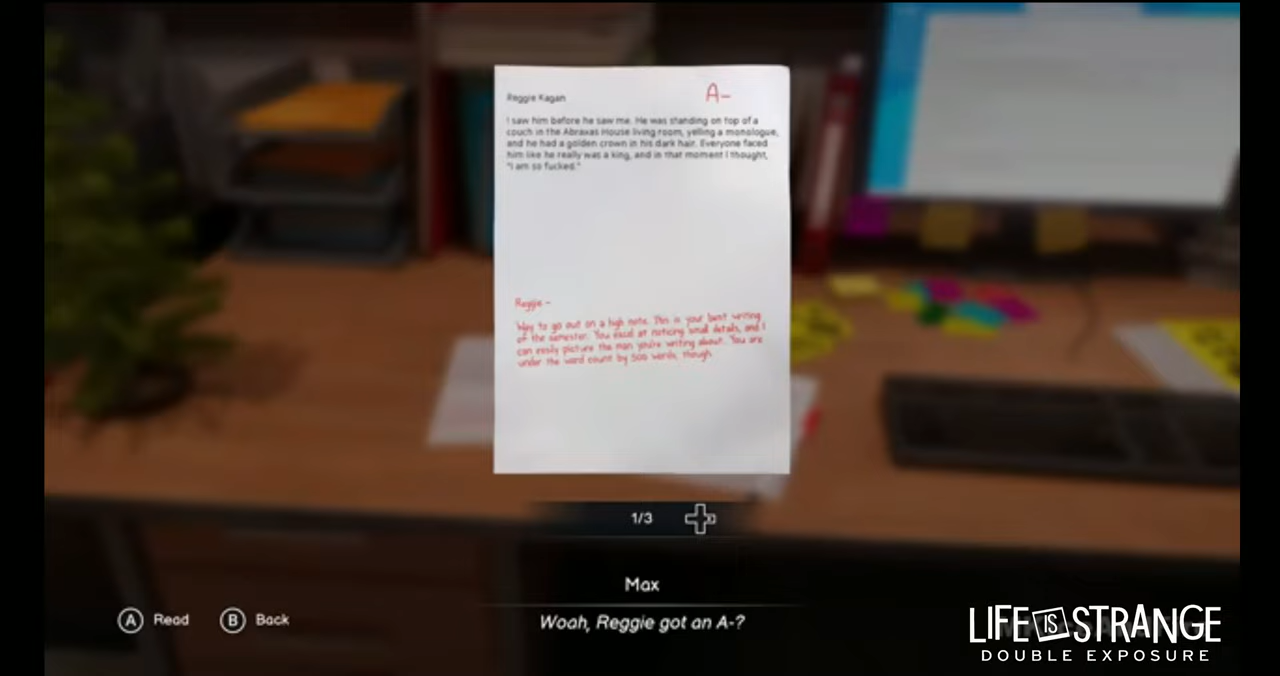 Reggie Kagan
A-
I saw him before he saw me. He was standing on top of a
couch in the Abraxas House living room, yelling a monologue,
and he had a golden crown in his dark hair. Everyone faced
him like he really was a king, and in that moment I thought,
"I am so fucked."
Reggie -
Way to go out on a high note. This is your best writing
of the semester. You excel at noticing small details, and I
can easily picture the man you're writing about. You are
under the word count by 500 words, though.
1/3
Max
A Read B Back
Woah, Reggie got an A-?
LIFE IS STRANGE
DOUBLE EXPOSURE